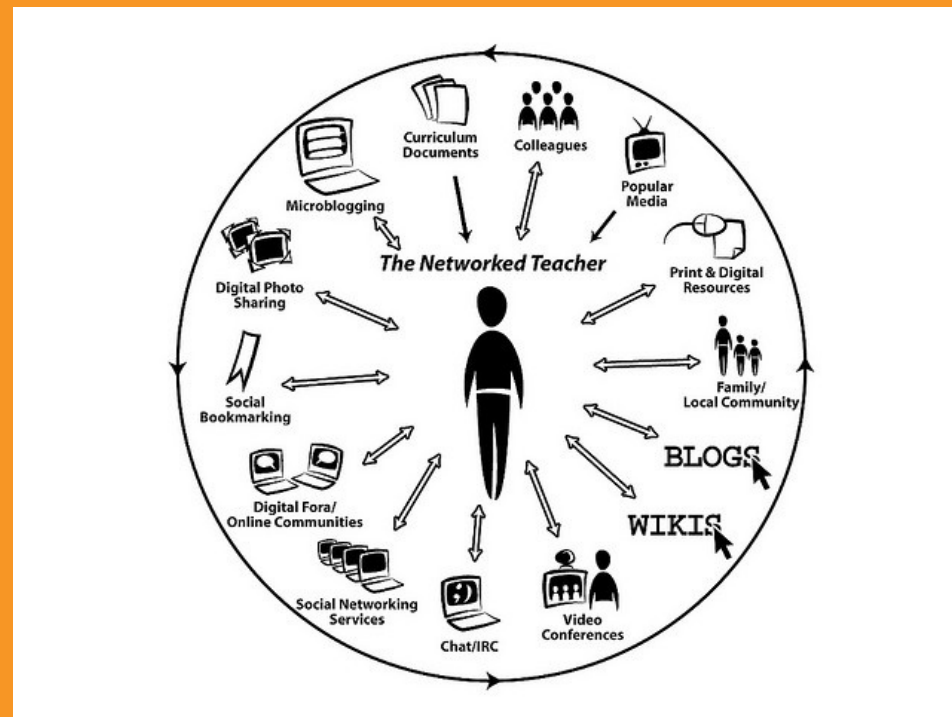 Curriculum
Documents
Colleagues
Popular
Media
Microblogging
The Networked Teacher
Print & Digital
Resources
Digital Photo
Sharing
Family/
Local Community
Social
Bookmarking
BLOGS
Digital Fora/
Online Communities
WIKIS
Social Networking
Services
Chat/IRC
Video
Conferences